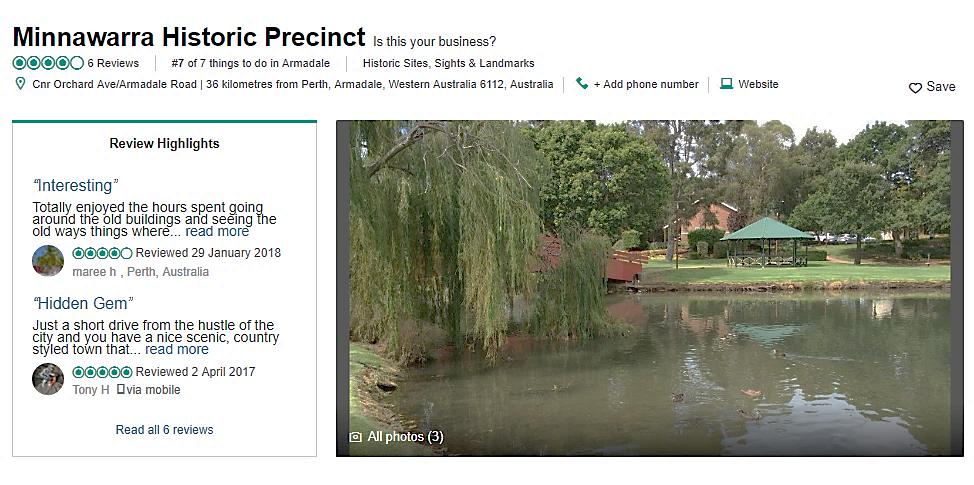 Minnawarra Historic Precinct Is this your business?
6 Reviews #7 of 7 things to do in Armadale Historic Sites, Sights & Landmarks
Cnr Orchard Ave/Armadale Road | 36 kilometres from Perth, Armadale, Western Australia 6112, Australia + Add phone number Website
Save
Review Highlights
“Interesting”
Totally enjoyed the hours spent going
around the old buildings and seeing the
old ways things where... read more
Reviewed 29 January 2018
maree h , Perth, Australia
“Hidden Gem”
Just a short drive from the hustle of the
city and you have a nice scenic, country
styled town that... read more
Reviewed 2 April 2017
Tony H via mobile
Read all 6 reviews
All photos (3)